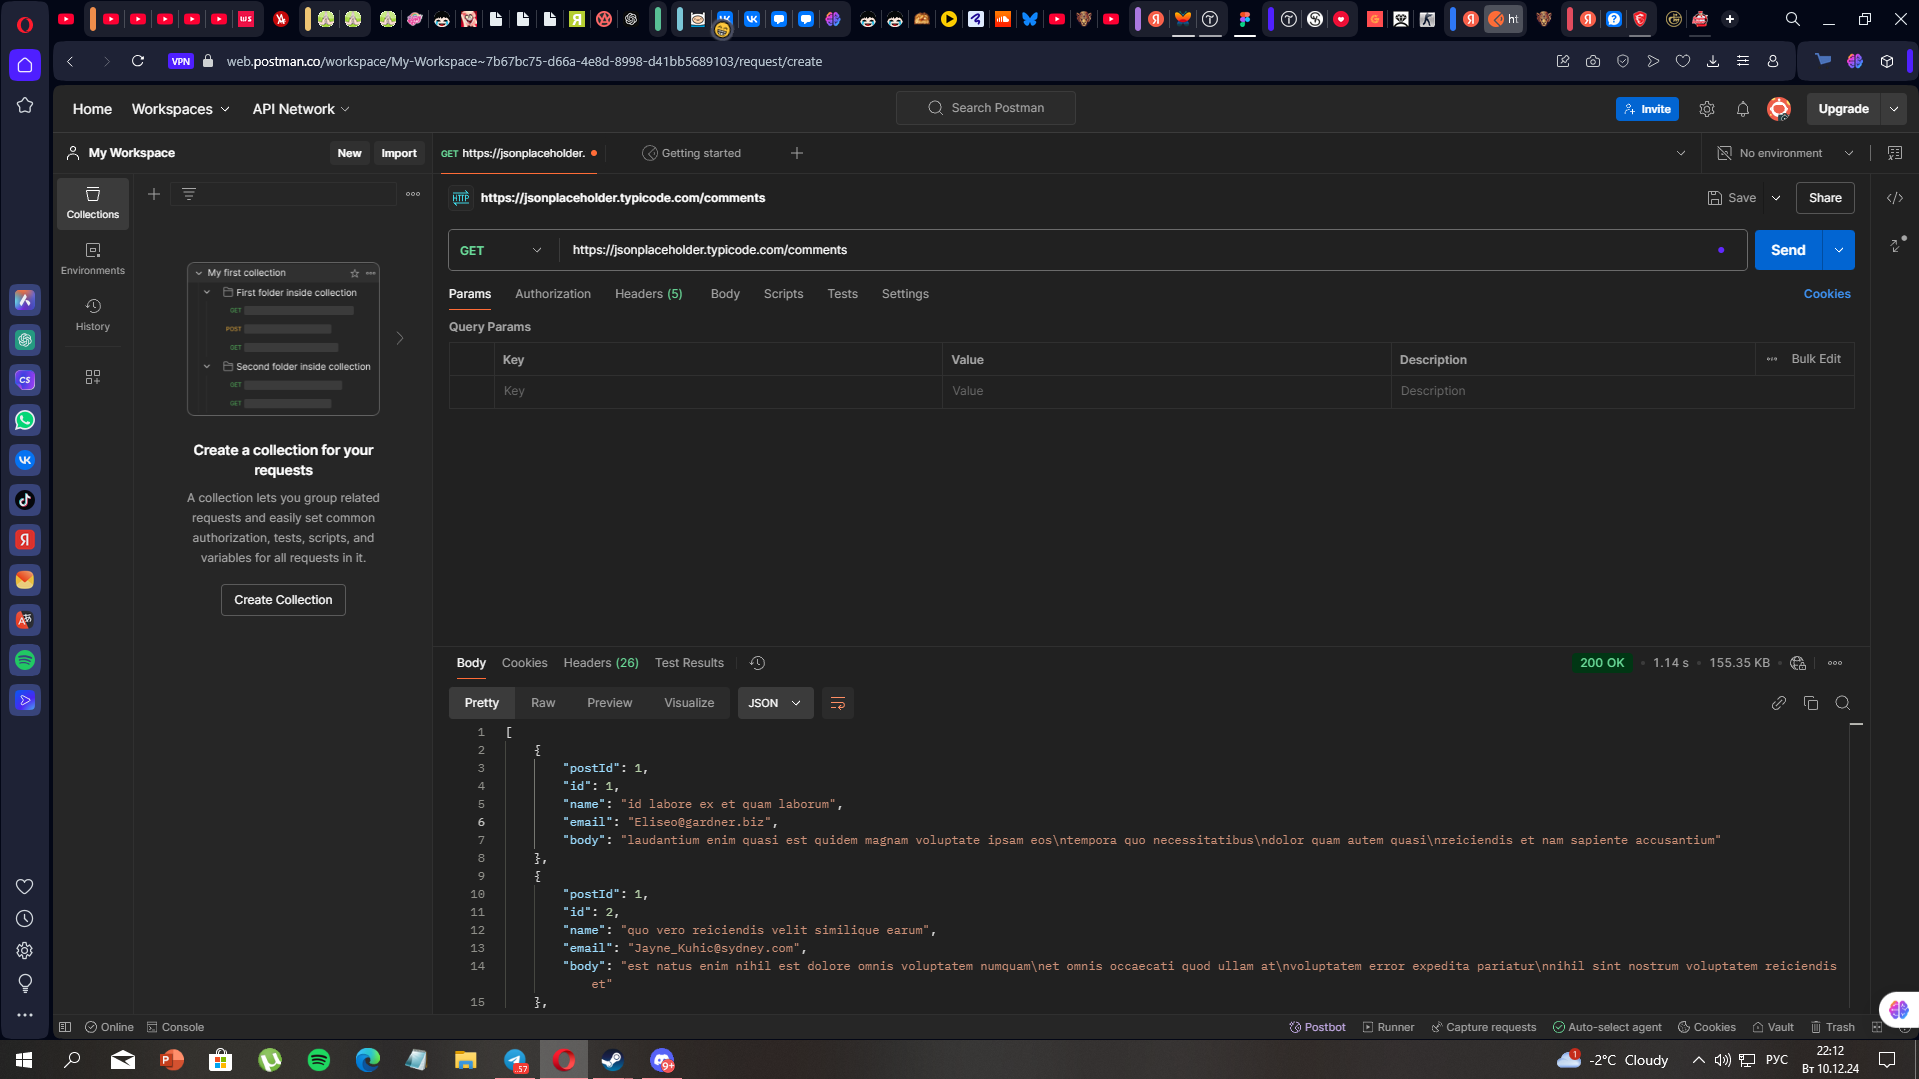 VPN
web.postman.co/workspace/My-Workspace~7b67bc75-d66a-4e8d-8998-d41bb5689103/request/create
Home
Workspaces
API Network
Search Postman
Invite
Upgrade
My Workspace
New
Import
GET https://jsonplaceholder.
Getting started
No environment
Collections
Environments
History
My first collection
First folder inside collection
GET
POST
GET
Second folder inside collection
GET
GET
Create a collection for your
requests
A collection lets you group related
requests and easily set common
authorization, tests, scripts, and
variables for all requests in it.
Create Collection
HTTP
https://jsonplaceholder.typicode.com/comments
Save
Share
GET
https://jsonplaceholder.typicode.com/comments
Send
Params
Authorization
Headers (5)
Body
Scripts
Tests
Settings
Cookies
Query Params
Key
Value
Description
Bulk Edit
Key
Value
Description
Body
Cookies
Headers (26)
Test Results
200 OK
1.14 s
155.35 KB
Pretty
Raw
Preview
Visualize
JSON
1 [
2 {
3 "postId": 1,
4 "id": 1,
5 "name": "id labore ex et quam laborum",
6 "email": "Eliseo@gardner.biz",
7 "body": "laudantium enim quasi est quidem magnam voluptate ipsam eos\ntempora quo necessitatibus\ndolor quam autem quasi\nreiciendis et nam sapiente accusantium"
8 },
9 {
10 "postId": 1,
11 "id": 2,
12 "name": "quo vero reiciendis velit similique earum",
13 "email": "Jayne_Kuhic@sydney.com",
14 "body": "est natus enim nihil est dolore omnis voluptatem numquam\net omnis occaecati quod ullam at\nvoluptatem error expedita pariatur\nnihil sint nostrum voluptatem reiciendis
et"
15 },
Online
Console
Postbot
Runner
Capture requests
Auto-select agent
Cookies
Vault
Trash
-2°C Cloudy
РУС
22:12
Вт 10.12.24